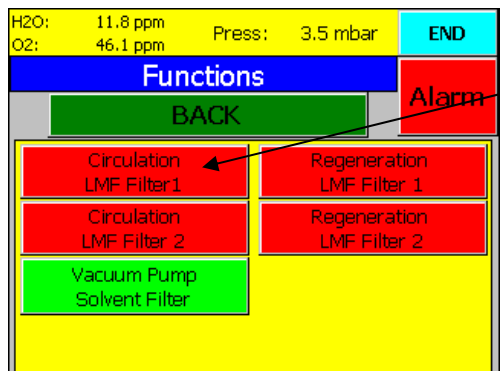 H2O: 11.8 ppm Press: 3.5 mbar END
O2: 46.1 ppm
Functions
Alarm
BACK
Circulation
LMF Filter1
Regeneration
LMF Filter 1
Circulation
LMF Filter 2
Regeneration
LMF Filter 2
Vacuum Pump
Solvent Filter